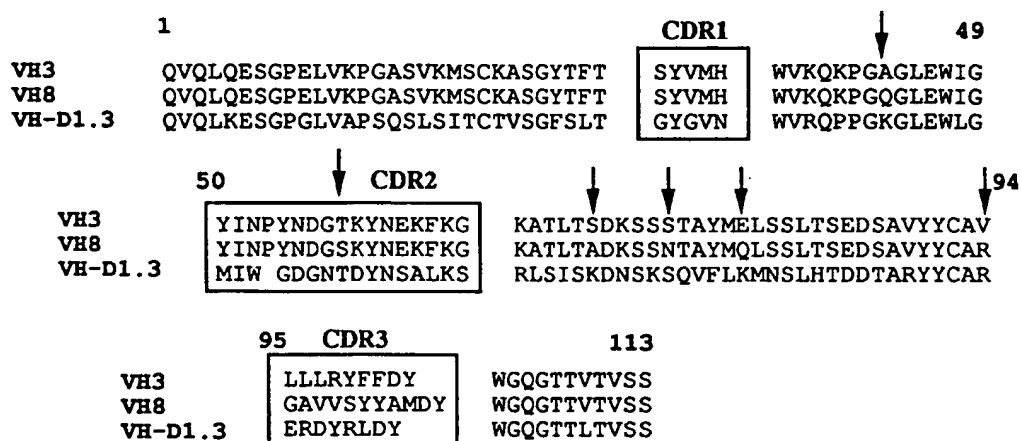 1 CDR1 49
VH3 QVQLQESGPELVKPGASVKMSCKASGYTFT SYVMH WVKQKPGAGLEWIG
VH8 QVQLQESGPELVKPGASVKMSCKASGYTFT SYVMH WVKQKPGQGLEWIG
VH-D1.3 QVQLKESGPGLVAPSQSLSITCTVSGFSLT GYGVN WVRQPPGKGLEWLG
50 CDR2 94
VH3 YINPYNDGTKYNEKFKG KATLTSDKSSSTAYMELSSLTSEDSAVYYCAV
VH8 YINPYNDGSKYNEKFKG KATLTADKSSNTAYMQLSSLTSEDSAVYYCAR
VH-D1.3 MIW GDGNTDYNSALKS RLSISKDNSKSQVFLKMNSLHTDDTARYYCAR
95 CDR3 113
VH3 LLLRYFFDY WGQGTTVTVSS
VH8 GAVVSYYAMDY WGQGTTVTVSS
VH-D1.3 ERDYRLDY WGQGTTLTVSS